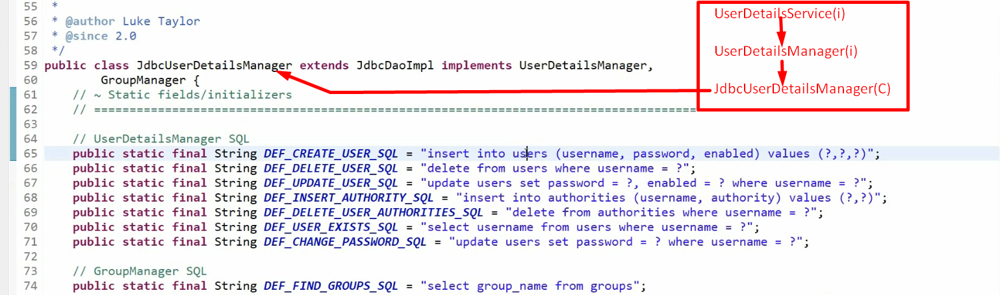 55 *
56 * @author Luke Taylor
57 * @since 2.0
58 */
59 public class JdbcUserDetailsManager extends JdbcDaoImpl implements UserDetailsManager,
60 GroupManager {
61 // ~ Static fields/initializers
62 // =====================================================================================
63
64 // UserDetailsManager SQL
65 public static final String DEF_CREATE_USER_SQL = "insert into users (username, password, enabled) values (?,?,?)";
66 public static final String DEF_DELETE_USER_SQL = "delete from users where username = ?";
67 public static final String DEF_UPDATE_USER_SQL = "update users set password = ?, enabled = ? where username = ?";
68 public static final String DEF_INSERT_AUTHORITY_SQL = "insert into authorities (username, authority) values (?,?)";
69 public static final String DEF_DELETE_USER_AUTHORITIES_SQL = "delete from authorities where username = ?";
70 public static final String DEF_USER_EXISTS_SQL = "select username from users where username = ?";
71 public static final String DEF_CHANGE_PASSWORD_SQL = "update users set password = ? where username = ?";
72
73 // GroupManager SQL
74 public static final String DEF_FIND_GROUPS_SQL = "select group_name from groups";
UserDetailsService(i)
UserDetailsManager(i)
JdbcUserDetailsManager(C)